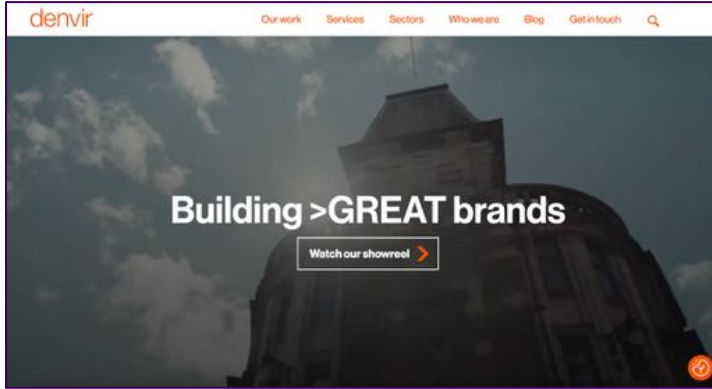 denvir
Our work Services Sectors Who we are Blog Get in touch
Building >GREAT brands
Watch our showreel